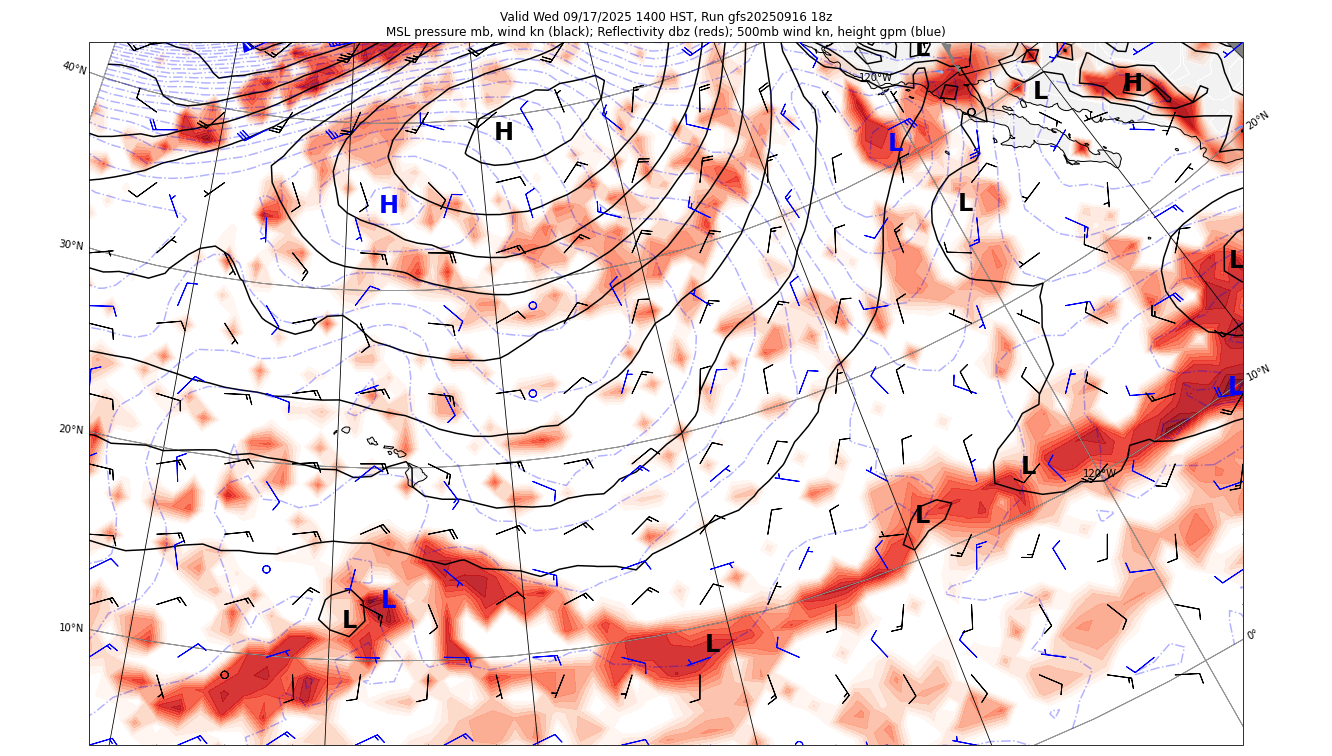 Valid Wed 09/17/2025 1400 HST, Run gfs20250916 18z
MSL pressure mb, wind kn (black); Reflectivity dbz (reds); 500mb wind kn, height gpm (blue)
L
40°N
120°W
H
L
20°N
H
L
H
L
30°N
L
10°N
L
20°N
L
120°W
L
L
L
10°N
L
0°